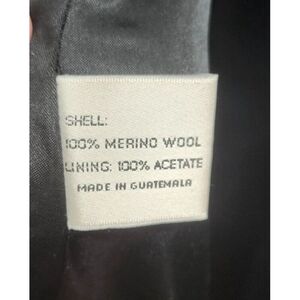 SHELL:
100% MERINO WOOL
LINING: 100% ACETATE
MADE IN GUATEMALA